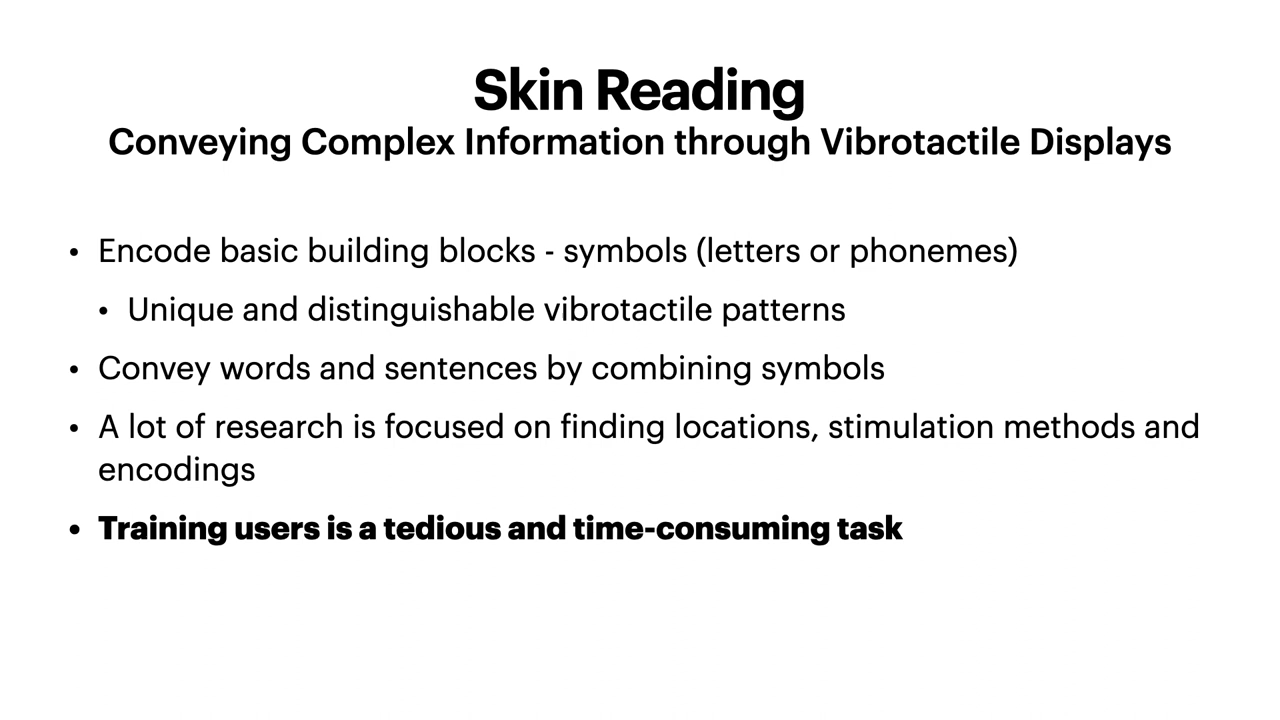 Skin Reading
Conveying Complex Information through Vibrotactile Displays
• Encode basic building blocks - symbols (letters or phonemes)
• Unique and distinguishable vibrotactile patterns
• Convey words and sentences by combining symbols
• A lot of research is focused on finding locations, stimulation methods and
encodings
• Training users is a tedious and time-consuming task